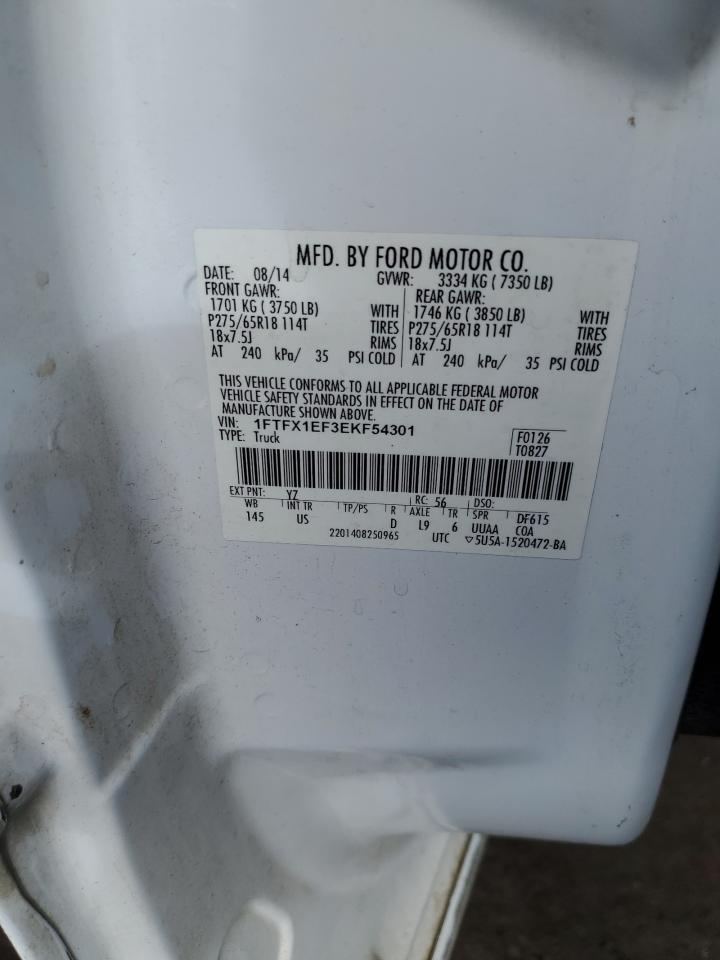 MFD. BY FORD MOTOR CO.
DATE: 08/14 GVWR: 3334 KG ( 7350 LB)
FRONT GAWR: REAR GAWR:
1701 KG ( 3750 LB) WITH 1746 KG ( 3850 LB) WITH
P275/65R18 114T TIRES P275/65R18 114T TIRES
18x7.5J RIMS 18x7.5J RIMS
AT 240 kPa/ 35 PSI COLD AT 240 kPa/ 35 PSI COLD
THIS VEHICLE CONFORMS TO ALL APPLICABLE FEDERAL MOTOR
VEHICLE SAFETY STANDARDS IN EFFECT ON THE DATE OF
MANUFACTURE SHOWN ABOVE.
VIN: 1FTFX1EF3EKF54301
TYPE: Truck
F0126
T0827
EXT PNT: YZ RC: 56 DSO:
WB INT TR TP/PS R AXLE TR SPR DF615
145 US D L9 6 UUAA COA
2201408250965 UTC ▽5U5A-1520472-BA